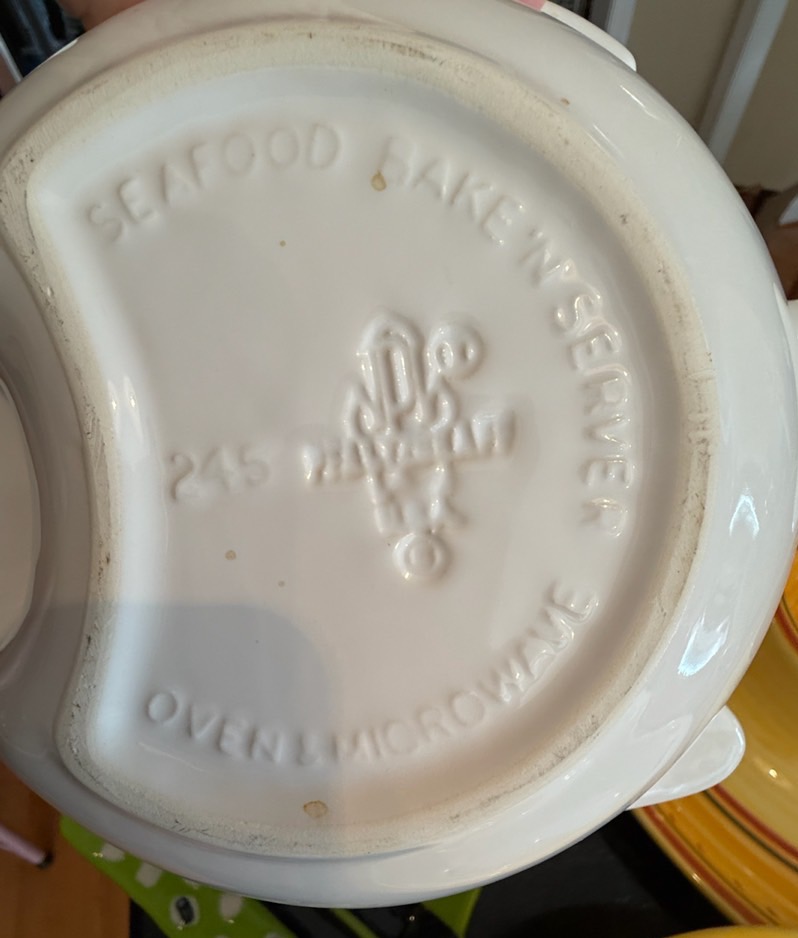 SEAFOOD BAKE 'N' SERVER
245
®
©
OVEN & MICROWAVE